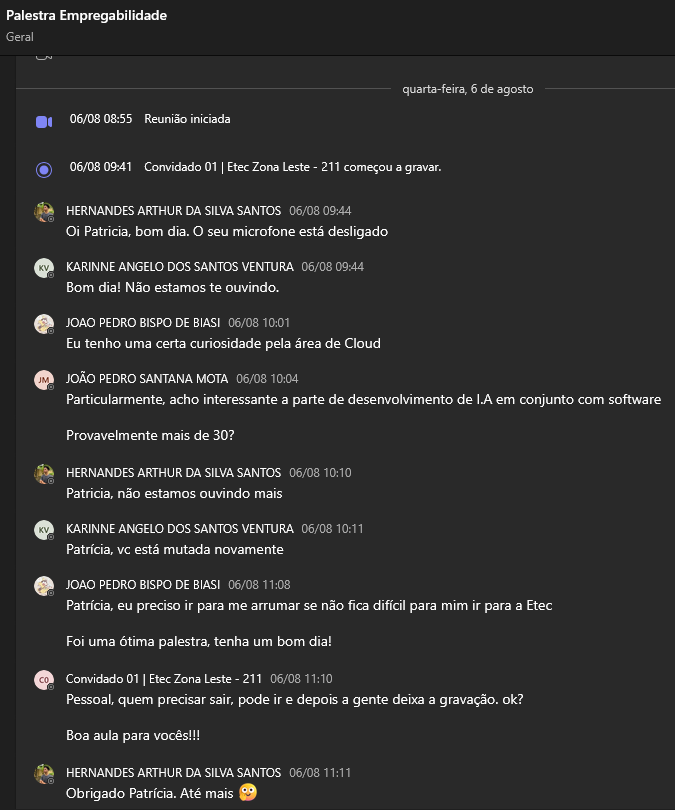 Palestra Empregabilidade
Geral
quarta-feira, 6 de agosto
06/08 08:55 Reunião iniciada
06/08 09:41 Convidado 01 | Etec Zona Leste - 211 começou a gravar.
HERNANDES ARTHUR DA SILVA SANTOS 06/08 09:44
Oi Patricia, bom dia. O seu microfone está desligado
KV KARINNE ANGELO DOS SANTOS VENTURA 06/08 09:44
Bom dia! Não estamos te ouvindo.
JOAO PEDRO BISPO DE BIASI 06/08 10:01
Eu tenho uma certa curiosidade pela área de Cloud
JM JOÃO PEDRO SANTANA MOTA 06/08 10:04
Particularmente, acho interessante a parte de desenvolvimento de I.A em conjunto com software
Provavelmente mais de 30?
HERNANDES ARTHUR DA SILVA SANTOS 06/08 10:10
Patricia, não estamos ouvindo mais
KV KARINNE ANGELO DOS SANTOS VENTURA 06/08 10:11
Patrícia, vc está mutada novamente
JOAO PEDRO BISPO DE BIASI 06/08 11:08
Patrícia, eu preciso ir para me arrumar se não fica difícil para mim ir para a Etec
Foi uma ótima palestra, tenha um bom dia!
C0 Convidado 01 | Etec Zona Leste - 211 06/08 11:10
Pessoal, quem precisar sair, pode ir e depois a gente deixa a gravação. ok?
Boa aula para vocês!!!
HERNANDES ARTHUR DA SILVA SANTOS 06/08 11:11
Obrigado Patrícia. Até mais